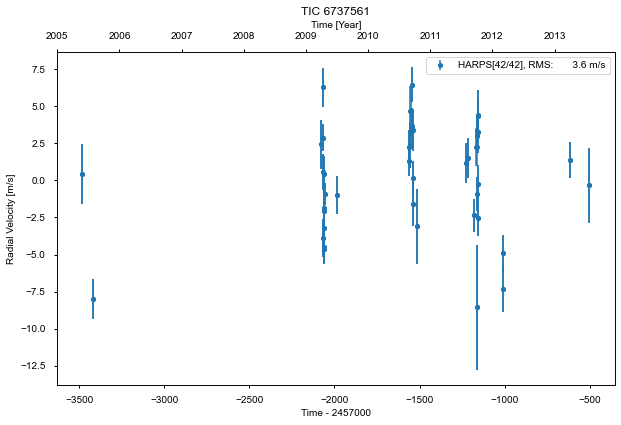 TIC 6737561
Time [Year]
2005 2006 2007 2008 2009 2010 2011 2012 2013
HARPS[42/42], RMS: 3.6 m/s
7.5
5.0
2.5
0.0
−2.5
−5.0
−7.5
−10.0
−12.5
Radial Velocity [m/s]
−3500 −3000 −2500 −2000 −1500 −1000 −500
Time - 2457000